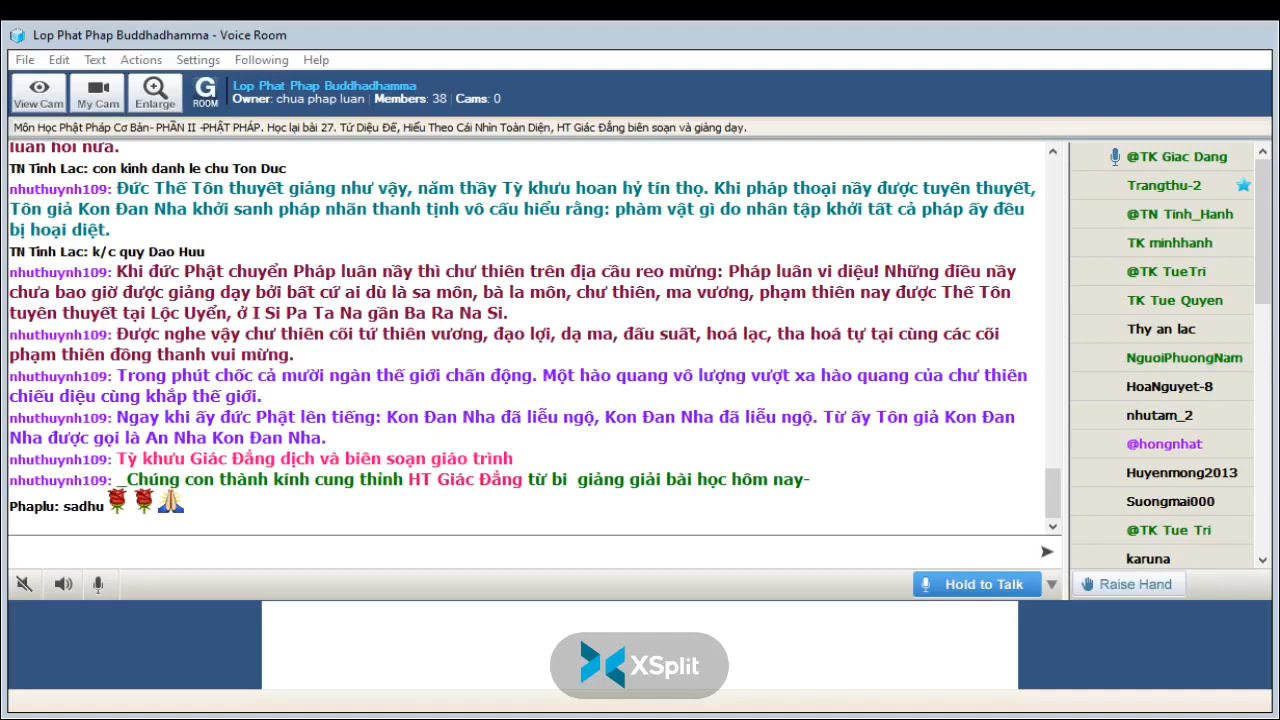 Lop Phat Phap Buddhadhamma - Voice Room
File Edit Text Actions Settings Following Help
View Cam My Cam Enlarge G ROOM
Lop Phat Phap Buddhadhamma
Owner: chua phap luan | Members: 38 | Cams: 0
Môn Học Phật Pháp Cơ Bản- PHẦN II -PHẬT PHÁP. Học lại bài 27. Tứ Diệu Đế, Hiểu Theo Cái Nhìn Toàn Diện, HT Giác Đẳng biên soạn và giảng dạy.
luân hồi nữa.
TN Tinh Lac: con kinh danh le chu Ton Duc
nhuthuynh109: Đức Thế Tôn thuyết giảng như vậy, năm thầy Tỳ khưu hoan hỷ tín thọ. Khi pháp thoại nầy được tuyên thuyết,
Tôn giả Kon Đan Nha khởi sanh pháp nhãn thanh tịnh vô cấu hiểu rằng: phàm vật gì do nhân tập khởi tất cả pháp ấy đều
bị hoại diệt.
TN Tinh Lac: k/c quy Dao Huu
nhuthuynh109: Khi đức Phật chuyển Pháp luân nầy thì chư thiên trên địa cầu reo mừng: Pháp luân vi diệu! Những điều nầy
chưa bao giờ được giảng dạy bởi bất cứ ai dù là sa môn, bà la môn, chư thiên, ma vương, phạm thiên nay được Thế Tôn
tuyên thuyết tại Lộc Uyển, ở I Si Pa Ta Na gần Ba Ra Na Si.
nhuthuynh109: Được nghe vậy chư thiên cõi tứ thiên vương, đạo lợi, dạ ma, đấu suất, hoá lạc, tha hoá tự tại cùng các cõi
phạm thiên đồng thanh vui mừng.
nhuthuynh109: Trong phút chốc cả mười ngàn thế giới chấn động. Một hào quang vô lượng vượt xa hào quang của chư thiên
chiếu diệu cùng khắp thế giới.
nhuthuynh109: Ngay khi ấy đức Phật lên tiếng: Kon Đan Nha đã liễu ngộ, Kon Đan Nha đã liễu ngộ. Từ ấy Tôn giả Kon Đan
Nha được gọi là An Nha Kon Đan Nha.
nhuthuynh109: Tỳ khưu Giác Đẳng dịch và biên soạn giáo trình
nhuthuynh109: _Chúng con thành kính cung thỉnh HT Giác Đẳng từ bi giảng giải bài học hôm nay-
Phaplu: sadhu
@TK Giac Dang
Trangthu-2
@TN Tinh_Hanh
TK minhhanh
@TK TueTri
TK Tue Quyen
Thy an lac
NguoiPhuongNam
HoaNguyet-8
nhutam_2
@hongnhat
Huyenmong2013
Suongmai000
@TK Tue Tri
karuna
Hold to Talk
Raise Hand
XSplit